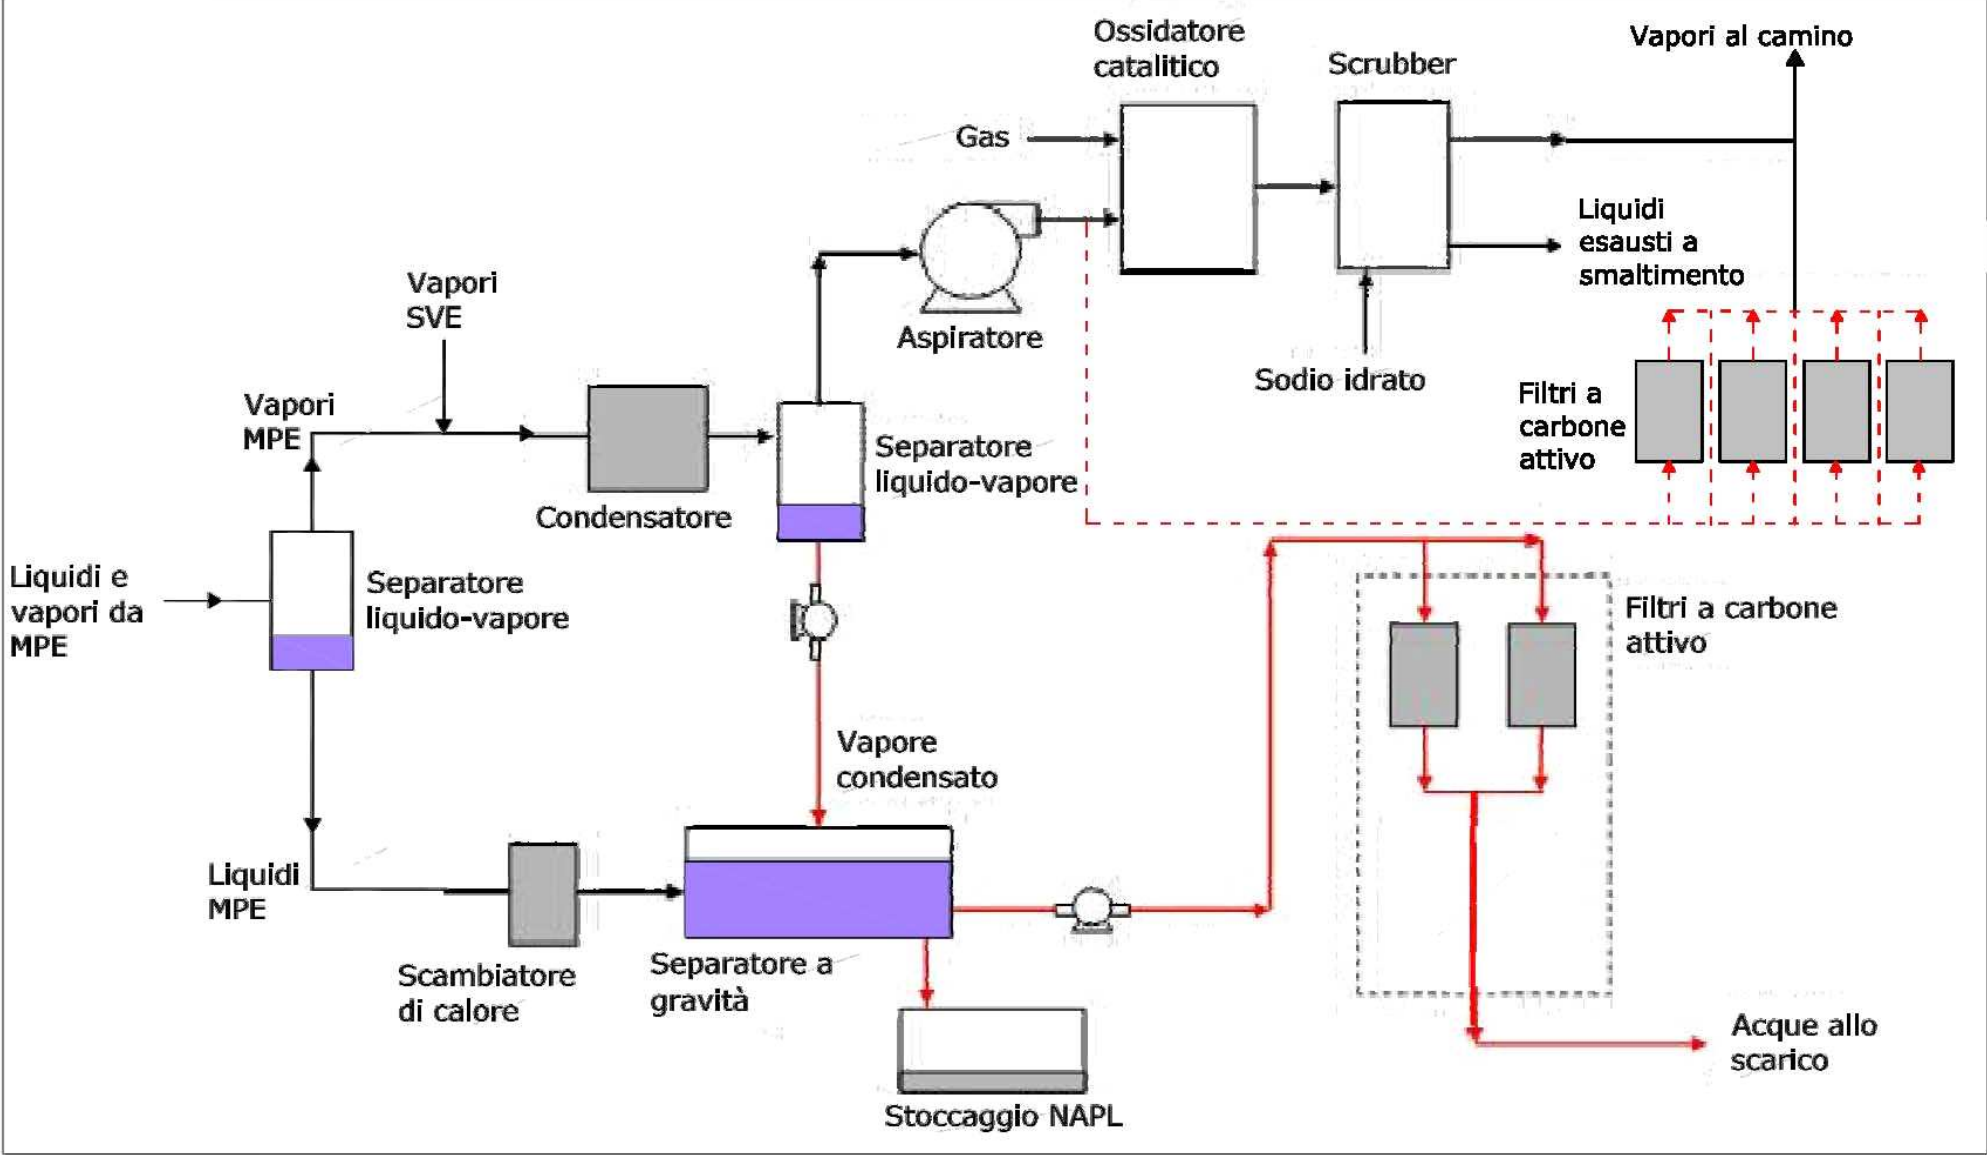 Ossidatore
catalitico
Scrubber
Vapori al camino
Gas
Liquidi
esausti a
smaltimento
Vapori
SVE
Aspiratore
Sodio idrato
Vapori
MPE
Filtri a
carbone
attivo
Separatore
liquido-vapore
Condensatore
Liquidi e
vapori da
MPE
Separatore
liquido-vapore
Filtri a carbone
attivo
Vapore
condensato
Liquidi
MPE
Scambiatore
di calore
Separatore a
gravità
Acque allo
scarico
Stoccaggio NAPL